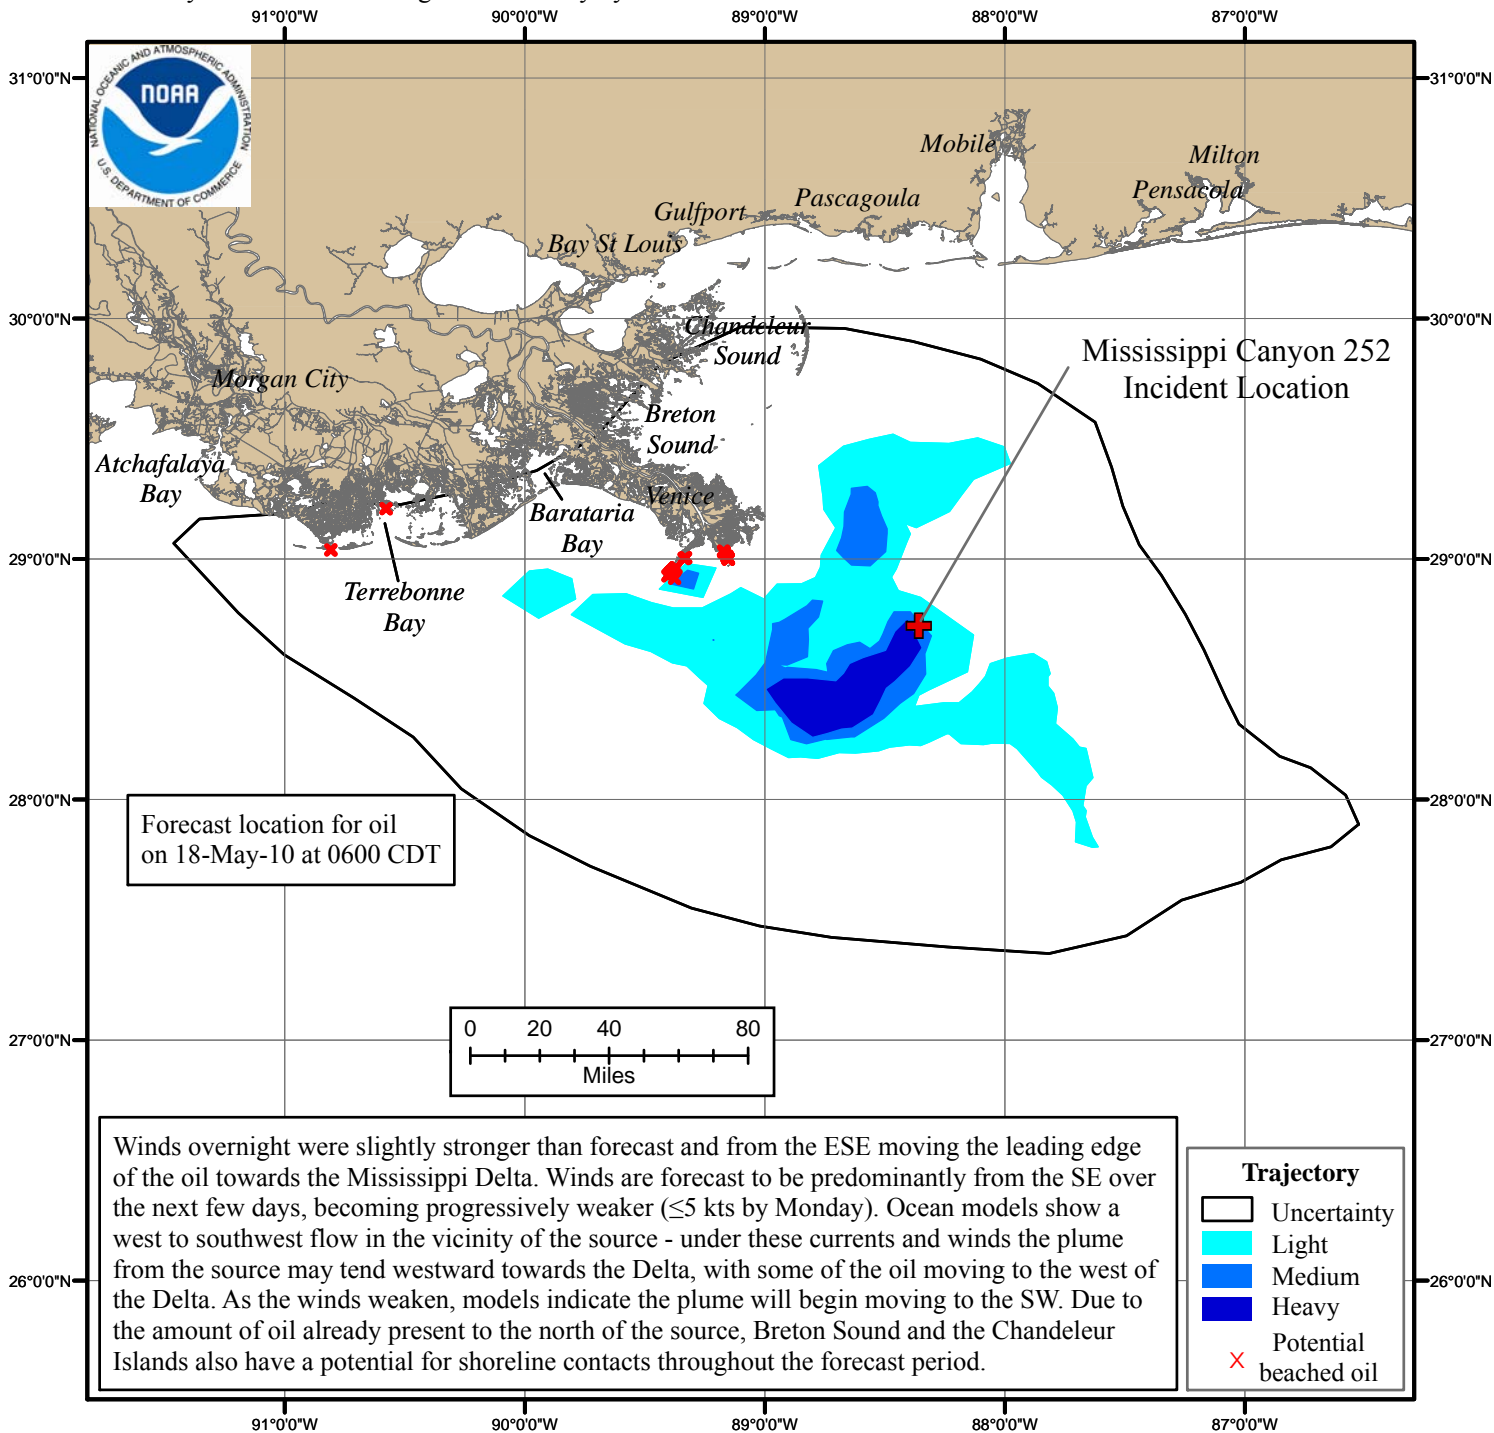 91°0'0"W 90°0'0"W 89°0'0"W 88°0'0"W 87°0'0"W
NATIONAL OCEANIC AND ATMOSPHERIC ADMINISTRATION
NOAA
U.S. DEPARTMENT OF COMMERCE
31°0'0"N 31°0'0"N
Mobile
Milton
Pensacola
Pascagoula
Gulfport
Bay St Louis
30°0'0"N 30°0'0"N
Chandeleur
Sound
Mississippi Canyon 252
Incident Location
Morgan City
Breton
Sound
Atchafalaya
Bay
Venice
Barataria
Bay
29°0'0"N 29°0'0"N
Terrebonne
Bay
28°0'0"N 28°0'0"N
Forecast location for oil
on 18-May-10 at 0600 CDT
0 20 40 80
Miles
27°0'0"N 27°0'0"N
Winds overnight were slightly stronger than forecast and from the ESE moving the leading edge
of the oil towards the Mississippi Delta. Winds are forecast to be predominantly from the SE over
the next few days, becoming progressively weaker (≤5 kts by Monday). Ocean models show a
west to southwest flow in the vicinity of the source - under these currents and winds the plume
from the source may tend westward towards the Delta, with some of the oil moving to the west of
the Delta. As the winds weaken, models indicate the plume will begin moving to the SW. Due to
the amount of oil already present to the north of the source, Breton Sound and the Chandeleur
Islands also have a potential for shoreline contacts throughout the forecast period.
Trajectory
Uncertainty
Light
Medium
Heavy
X Potential
beached oil
26°0'0"N 26°0'0"N
91°0'0"W 90°0'0"W 89°0'0"W 88°0'0"W 87°0'0"W